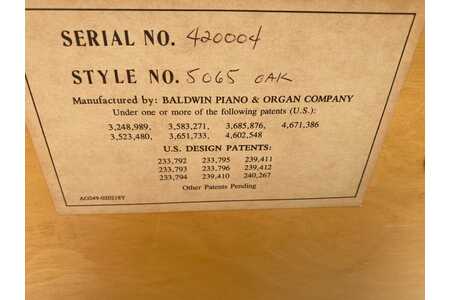 SERIAL NO. 420004
STYLE NO. 5065 OAK
Manufactured by: BALDWIN PIANO & ORGAN COMPANY
Under one or more of the following patents (U.S.):
3,248,989, 3,583,271, 3,685,876, 4,671,386
3,523,480, 3,651,733, 4,602,548
U.S. DESIGN PATENTS:
233,792 233,795 239,411
233,793 233,796 239,412
233,794 239,410 240,267
Other Patents Pending